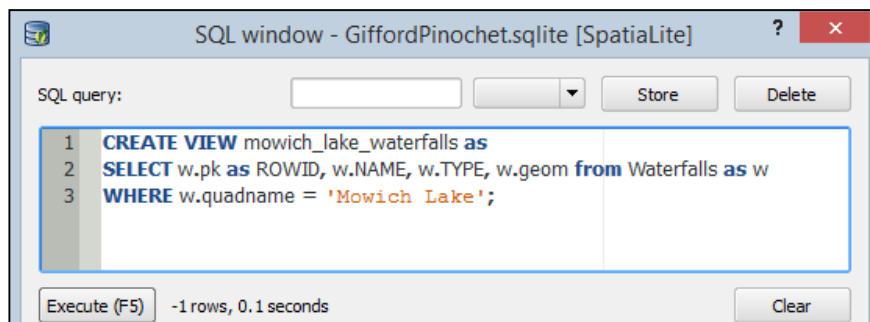 SQL window - GiffordPinochet.sqlite [SpatiaLite] ? ×
SQL query: Store Delete
1 CREATE VIEW mowich_lake_waterfalls as
2 SELECT w.pk as ROWID, w.NAME, w.TYPE, w.geom from Waterfalls as w
3 WHERE w.quadname = 'Mowich Lake';
Execute (F5) -1 rows, 0.1 seconds Clear